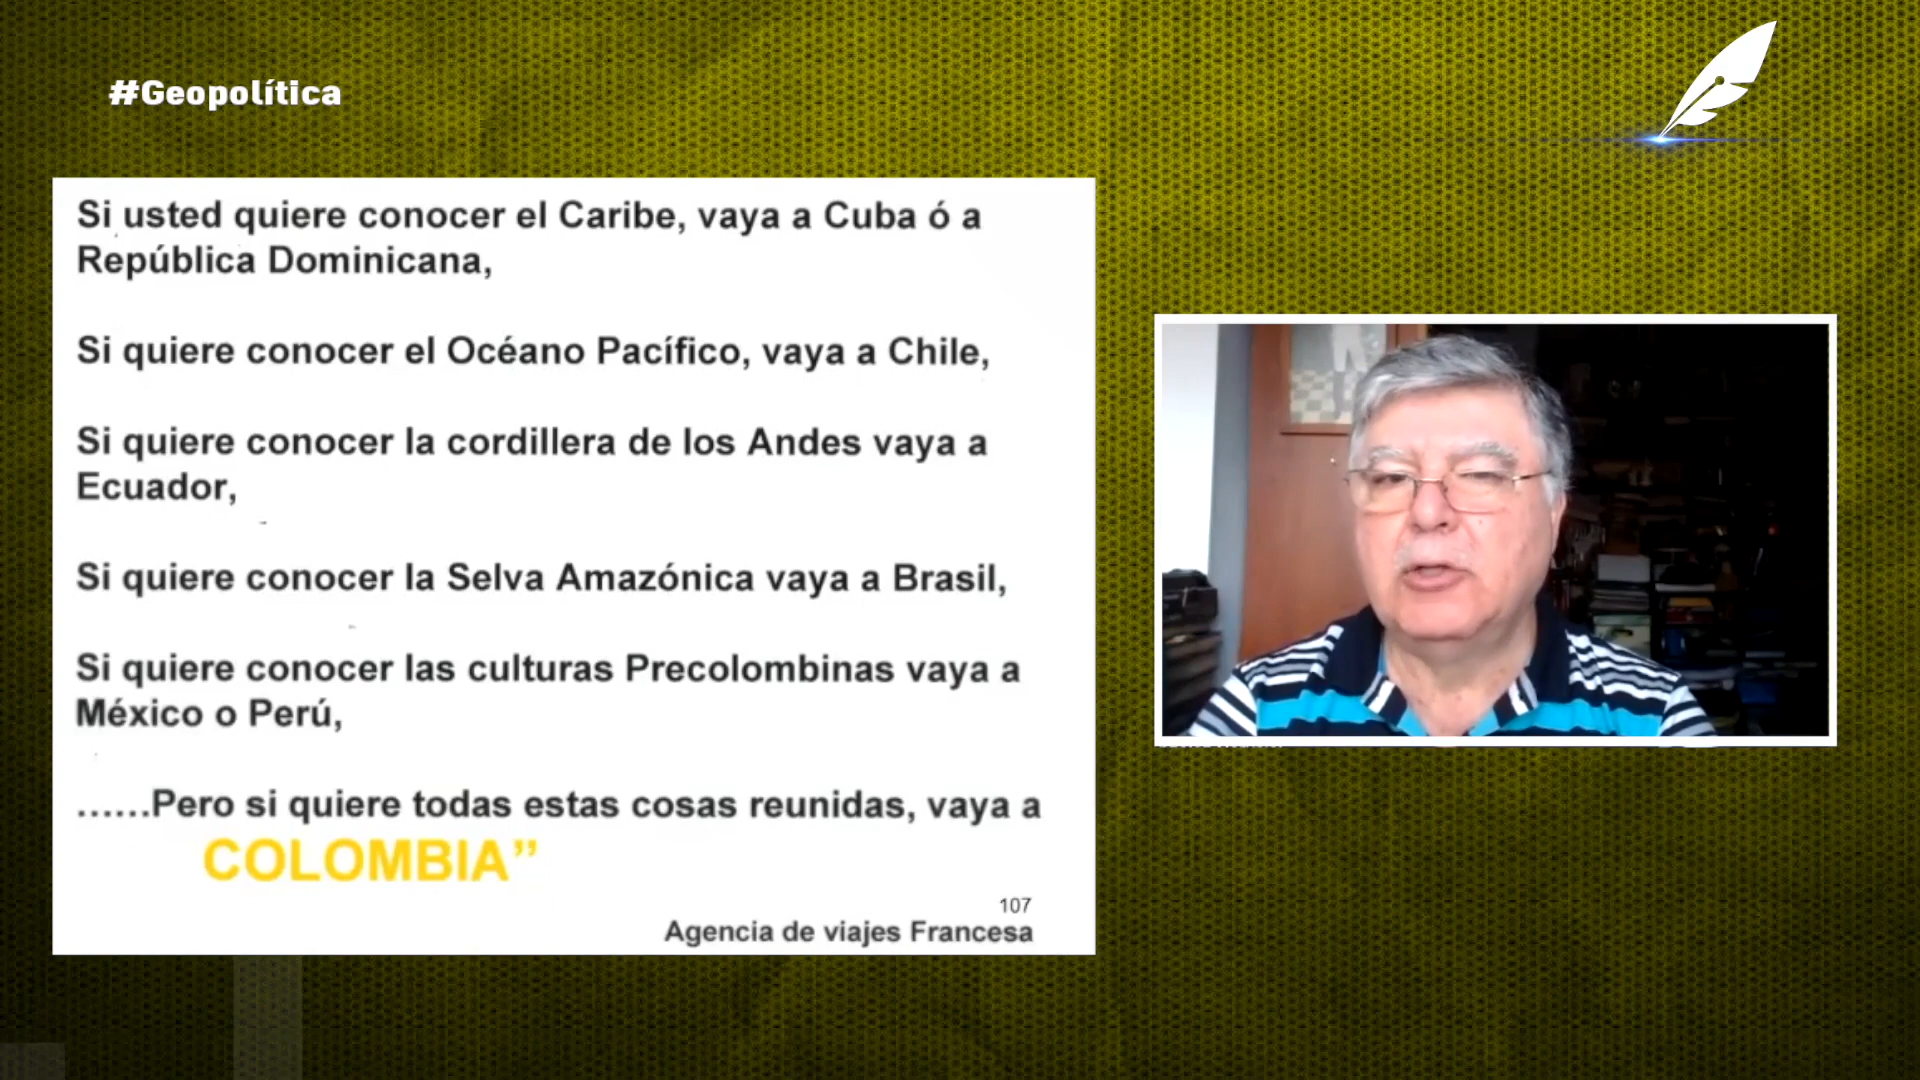 #Geopolítica
Si usted quiere conocer el Caribe, vaya a Cuba ó a
República Dominicana,
Si quiere conocer el Océano Pacífico, vaya a Chile,
Si quiere conocer la cordillera de los Andes vaya a
Ecuador,
Si quiere conocer la Selva Amazónica vaya a Brasil,
Si quiere conocer las culturas Precolombinas vaya a
México o Perú,
......Pero si quiere todas estas cosas reunidas, vaya a
COLOMBIA”
107
Agencia de viajes Francesa